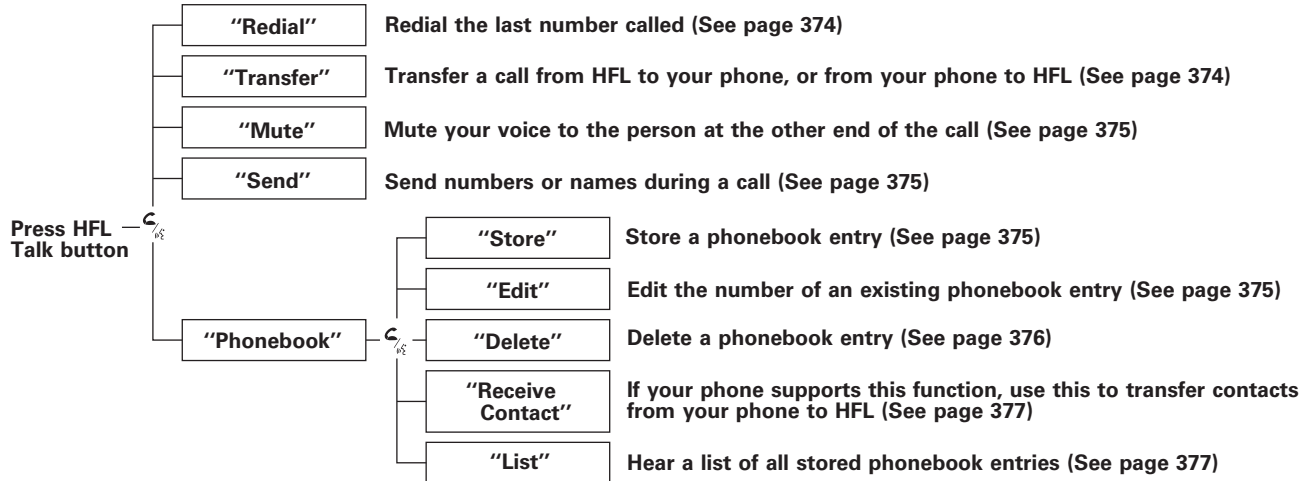 "Redial" Redial the last number called (See page 374)
"Transfer" Transfer a call from HFL to your phone, or from your phone to HFL (See page 374)
"Mute" Mute your voice to the person at the other end of the call (See page 375)
"Send" Send numbers or names during a call (See page 375)
Press HFL
Talk button
"Phonebook"
"Store" Store a phonebook entry (See page 375)
"Edit" Edit the number of an existing phonebook entry (See page 375)
"Delete" Delete a phonebook entry (See page 376)
"Receive
Contact"
If your phone supports this function, use this to transfer contacts
from your phone to HFL (See page 377)
"List" Hear a list of all stored phonebook entries (See page 377)